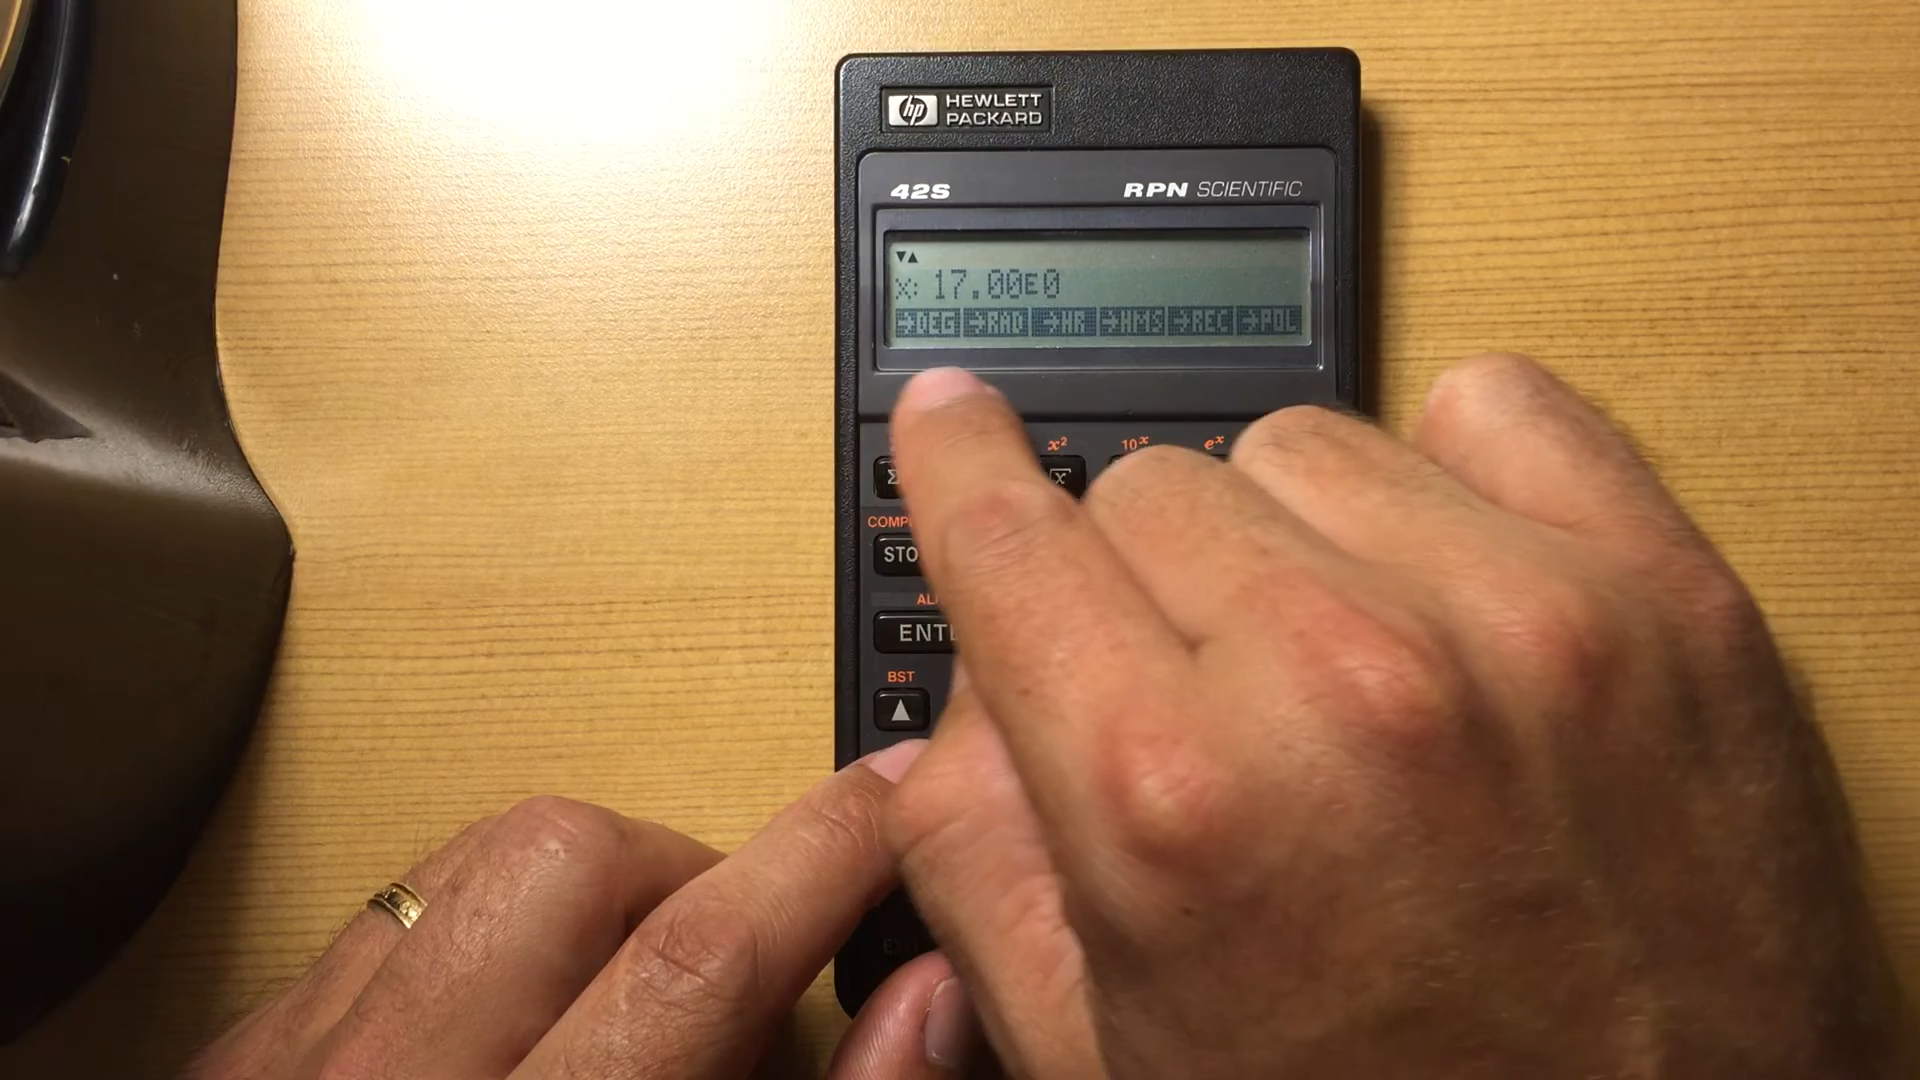 hp HEWLETT
PACKARD
42S RPN SCIENTIFIC
▼▲
x: 17.00E0
→DEG →RAD →HR →HMS →REC →POL
x² 10ˣ eˣ
Σ √x
STO
ENT
BST
▲